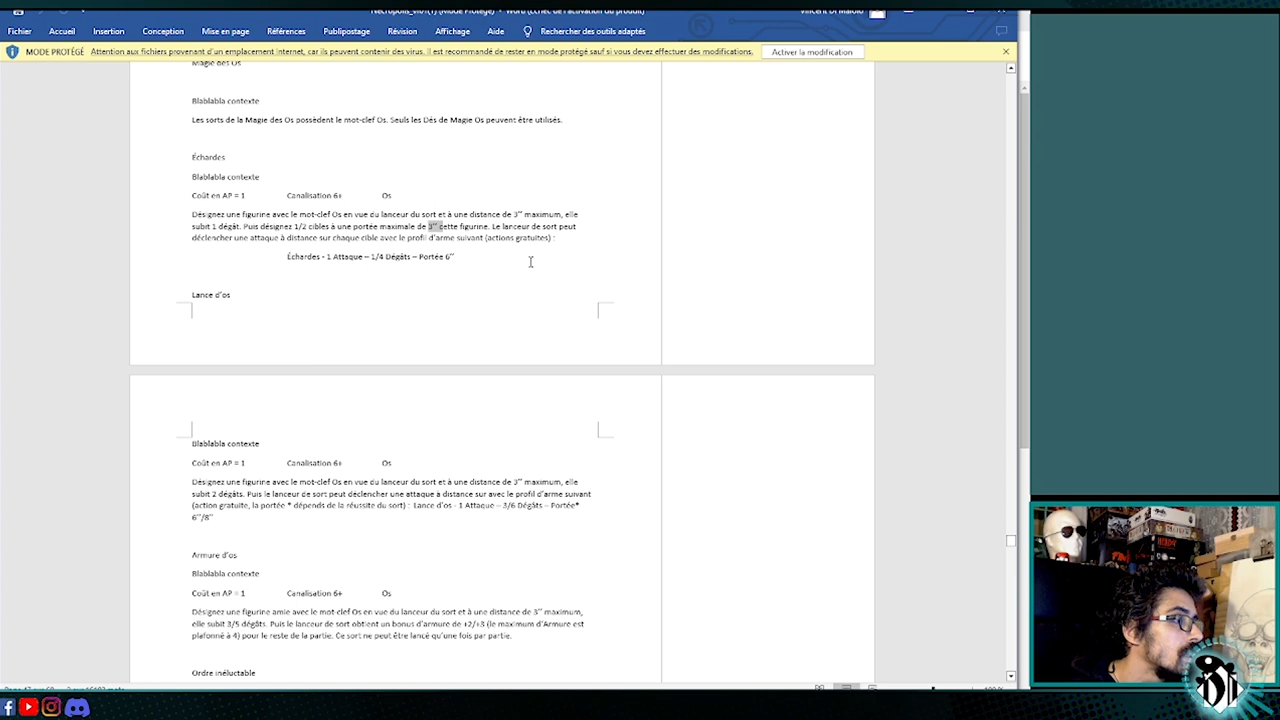 Fichier Accueil Insertion Conception Mise en page Références Publipostage Révision Affichage Aide Rechercher des outils adaptés
MODE PROTÉGÉ Attention aux fichiers provenant d'un emplacement Internet, car ils peuvent contenir des virus. Il est recommandé de rester en mode protégé sauf si vous devez effectuer des modifications. Activer la modification
Magie des Os
Blablabla contexte
Les sorts de la Magie des Os possèdent le mot-clef Os. Seuls les Dés de Magie Os peuvent être utilisés.
Échardes
Blablabla contexte
Coût en AP = 1 Canalisation 6+ Os
Désignez une figurine avec le mot-clef Os en vue du lanceur du sort et à une distance de 3'' maximum, elle
subit 1 dégât. Puis désignez 1/2 cibles à une portée maximale de 3'' cette figurine. Le lanceur de sort peut
déclencher une attaque à distance sur chaque cible avec le profil d'arme suivant (actions gratuites) :
Échardes - 1 Attaque – 1/4 Dégâts – Portée 6''
Lance d'os
Blablabla contexte
Coût en AP = 1 Canalisation 6+ Os
Désignez une figurine avec le mot-clef Os en vue du lanceur du sort et à une distance de 3'' maximum, elle
subit 2 dégâts. Puis le lanceur de sort peut déclencher une attaque à distance sur avec le profil d'arme suivant
(action gratuite, la portée * dépends de la réussite du sort) : Lance d'os - 1 Attaque – 3/6 Dégâts – Portée*
6''/8''
Armure d'os
Blablabla contexte
Coût en AP = 1 Canalisation 6+ Os
Désignez une figurine amie avec le mot clef Os en vue du lanceur du sort et à une distance de 3'' maximum,
elle subit 3/5 dégâts. Puis le lanceur de sort obtient un bonus d'armure de +2/+3 (le maximum d'Armure est
plafonné à 4) pour le reste de la partie. Ce sort ne peut être lancé qu'une fois par partie.
Ordre inéluctable